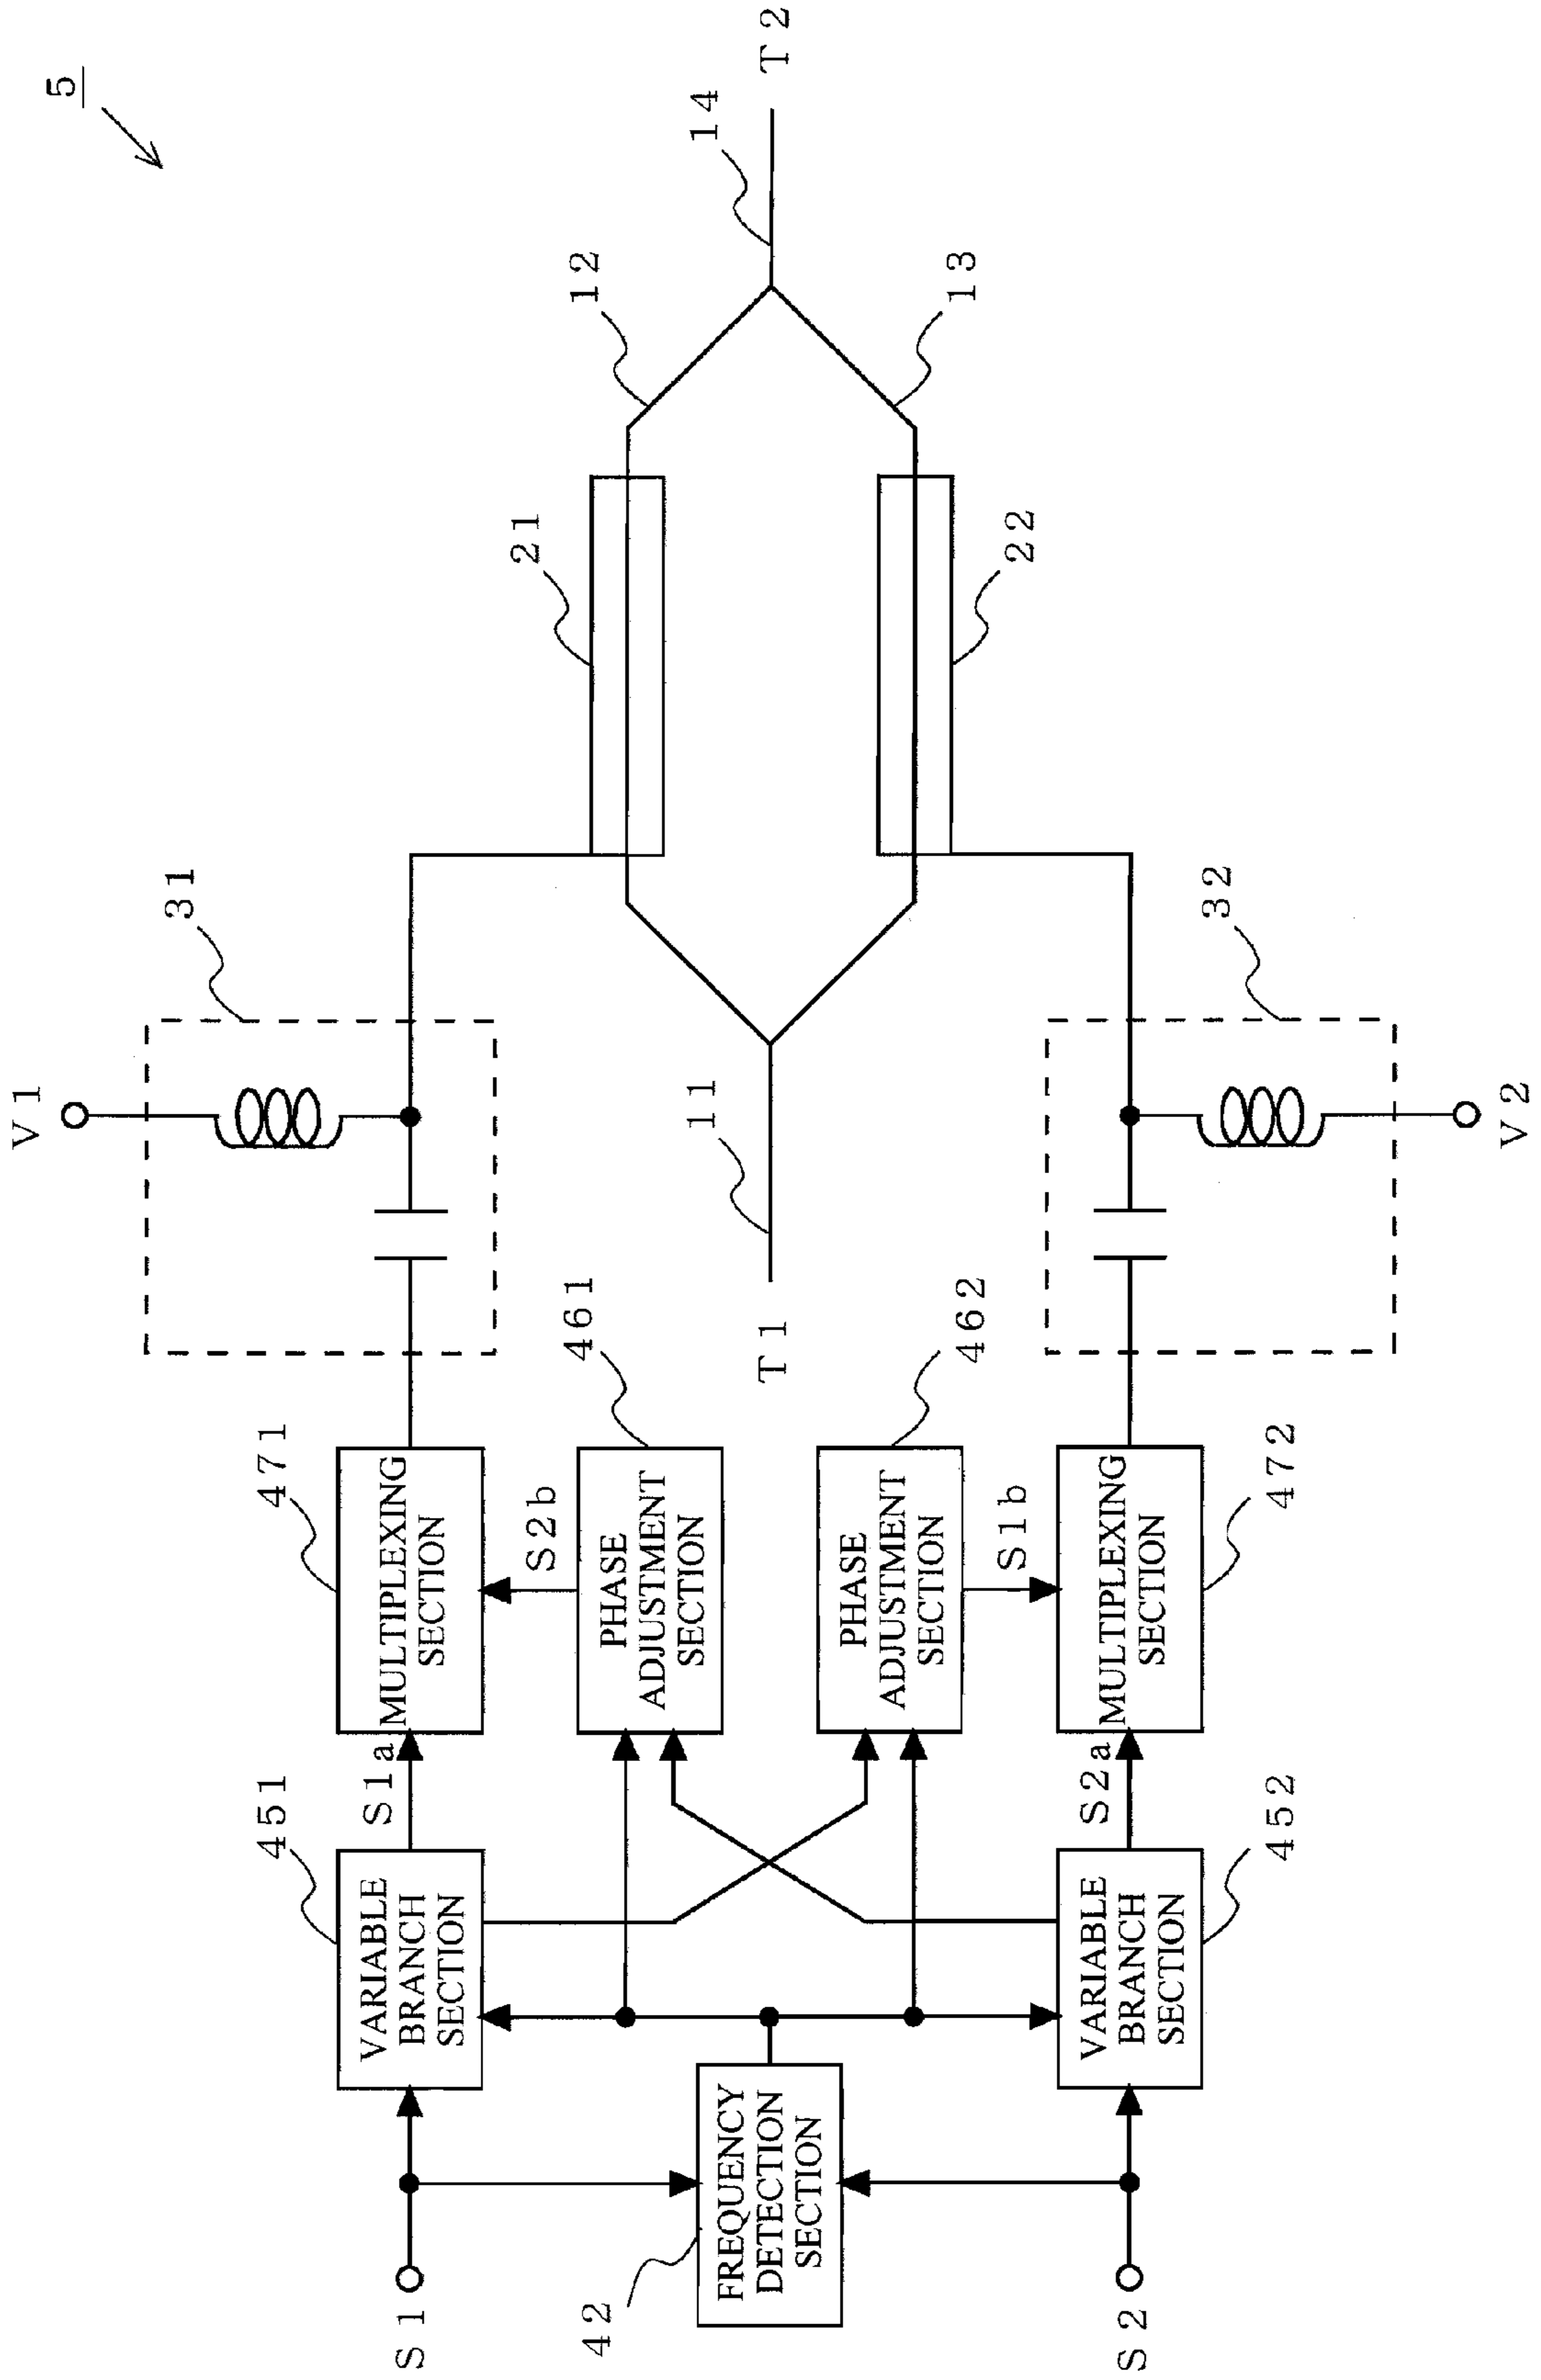 5
V1
31
471
MULTIPLEXING
SECTION
S1a
451
VARIABLE
BRANCH
SECTION
S1
21
12
14
T2
S2b
461
PHASE
ADJUSTMENT
SECTION
11
T1
42
FREQUENCY
DETECTION
SECTION
462
PHASE
ADJUSTMENT
SECTION
13
22
S1b
472
MULTIPLEXING
SECTION
S2a
452
VARIABLE
BRANCH
SECTION
S2
32
V2